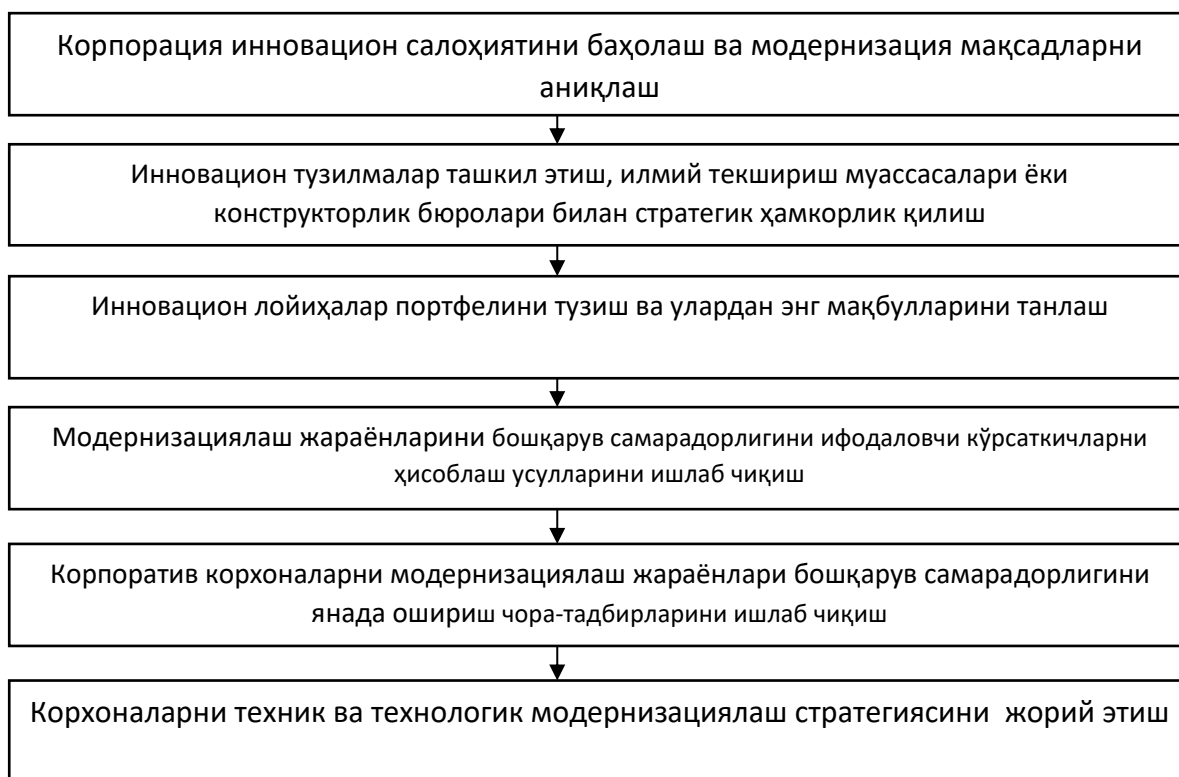 Корпорация инновацион салоҳиятини баҳолаш ва модернизация мақсадларни
аниқлаш
Инновацион тузилмалар ташкил этиш, илмий текшириш муассасалари ёки
конструкторлик бюролари билан стратегик ҳамкорлик қилиш
Инновацион лойиҳалар портфелини тузиш ва улардан энг мақбулларини танлаш
Модернизациялаш жараёнларини бошқарув самарадорлигини ифодаловчи кўрсаткичларни
ҳисоблаш усулларини ишлаб чиқиш
Корпоратив корхоналарни модернизациялаш жараёнлари бошқарув самарадорлигини
янада ошириш чора-тадбирларини ишлаб чиқиш
Корхоналарни техник ва технологик модернизациялаш стратегиясини жорий этиш